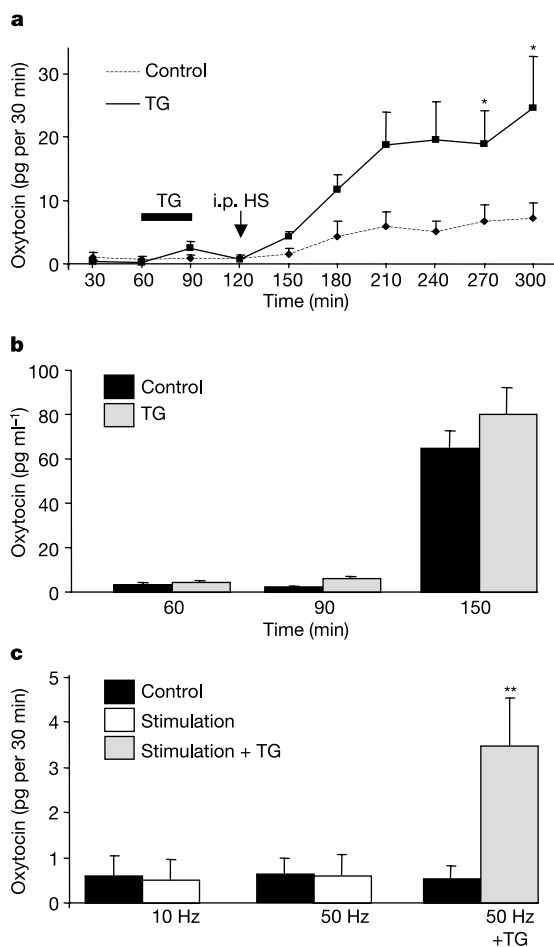 a
Oxytocin (pg per 30 min)
30
20
10
0
Control
TG
TG
i.p. HS
*
*
30 60 90 120 150 180 210 240 270 300
Time (min)
b
Oxytocin (pg ml⁻¹)
100
80
60
40
20
0
Control
TG
60 90 150
Time (min)
c
Oxytocin (pg per 30 min)
5
4
3
2
1
0
Control
Stimulation
Stimulation + TG
**
10 Hz 50 Hz 50 Hz
+TG